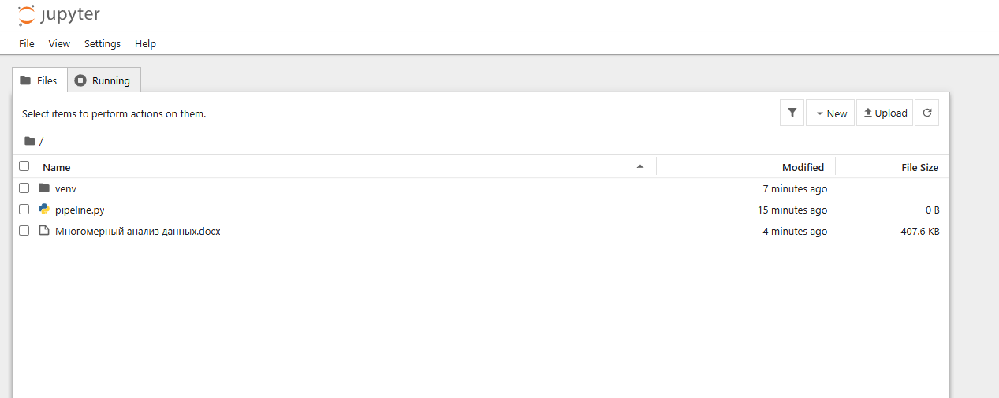 jupyter
File View Settings Help
Files Running
Select items to perform actions on them.
New Upload
/
Name Modified File Size
venv 7 minutes ago
pipeline.py 15 minutes ago 0 B
Многомерный анализ данных.docx 4 minutes ago 407.6 KB